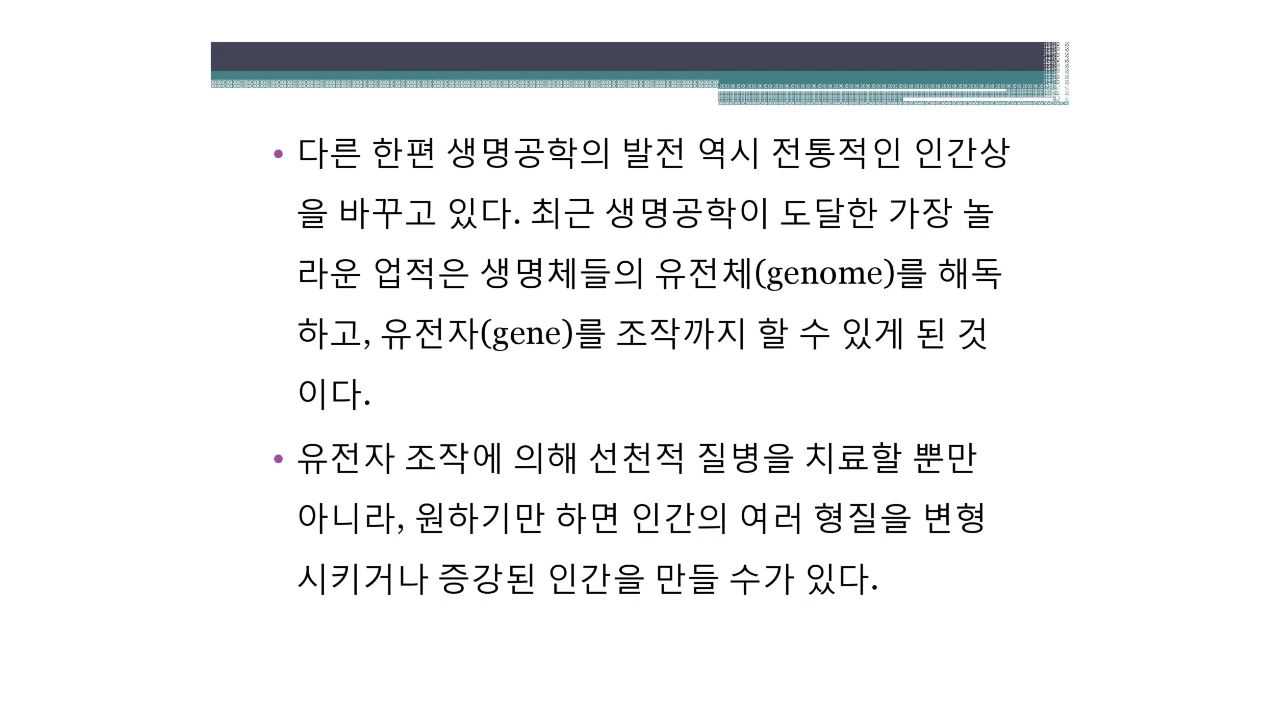 • 다른 한편 생명공학의 발전 역시 전통적인 인간상
을 바꾸고 있다. 최근 생명공학이 도달한 가장 놀
라운 업적은 생명체들의 유전체(genome)를 해독
하고, 유전자(gene)를 조작까지 할 수 있게 된 것
이다.
• 유전자 조작에 의해 선천적 질병을 치료할 뿐만
아니라, 원하기만 하면 인간의 여러 형질을 변형
시키거나 증강된 인간을 만들 수가 있다.